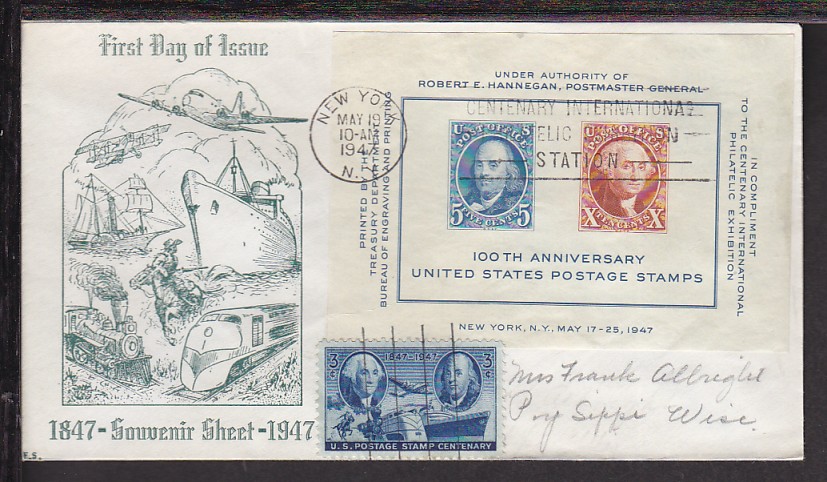 First Day of Issue
1847-Souvenir Sheet-1947
F.S.
NEW YORK
MAY 19
10-AM
1947
N.Y.
CENTENARY INTERNATIONAL
STATION
UNDER AUTHORITY OF
ROBERT E. HANNEGAN, POSTMASTER GENERAL
PRINTED BY THE
TREASURY DEPARTMENT
BUREAU OF ENGRAVING AND PRINTING
U S
POST OFFICE
5 FIVE CENTS 5
U S
POST OFFICE
X TEN CENTS X
IN COMPLIMENT
TO THE CENTENARY INTERNATIONAL
PHILATELIC EXHIBITION
100TH ANNIVERSARY
UNITED STATES POSTAGE STAMPS
NEW YORK, N.Y., MAY 17-25, 1947
3¢ 1847-1947 3¢
U.S. POSTAGE STAMP CENTENARY
Mrs Frank Albright
Poy Sippi Wisc.